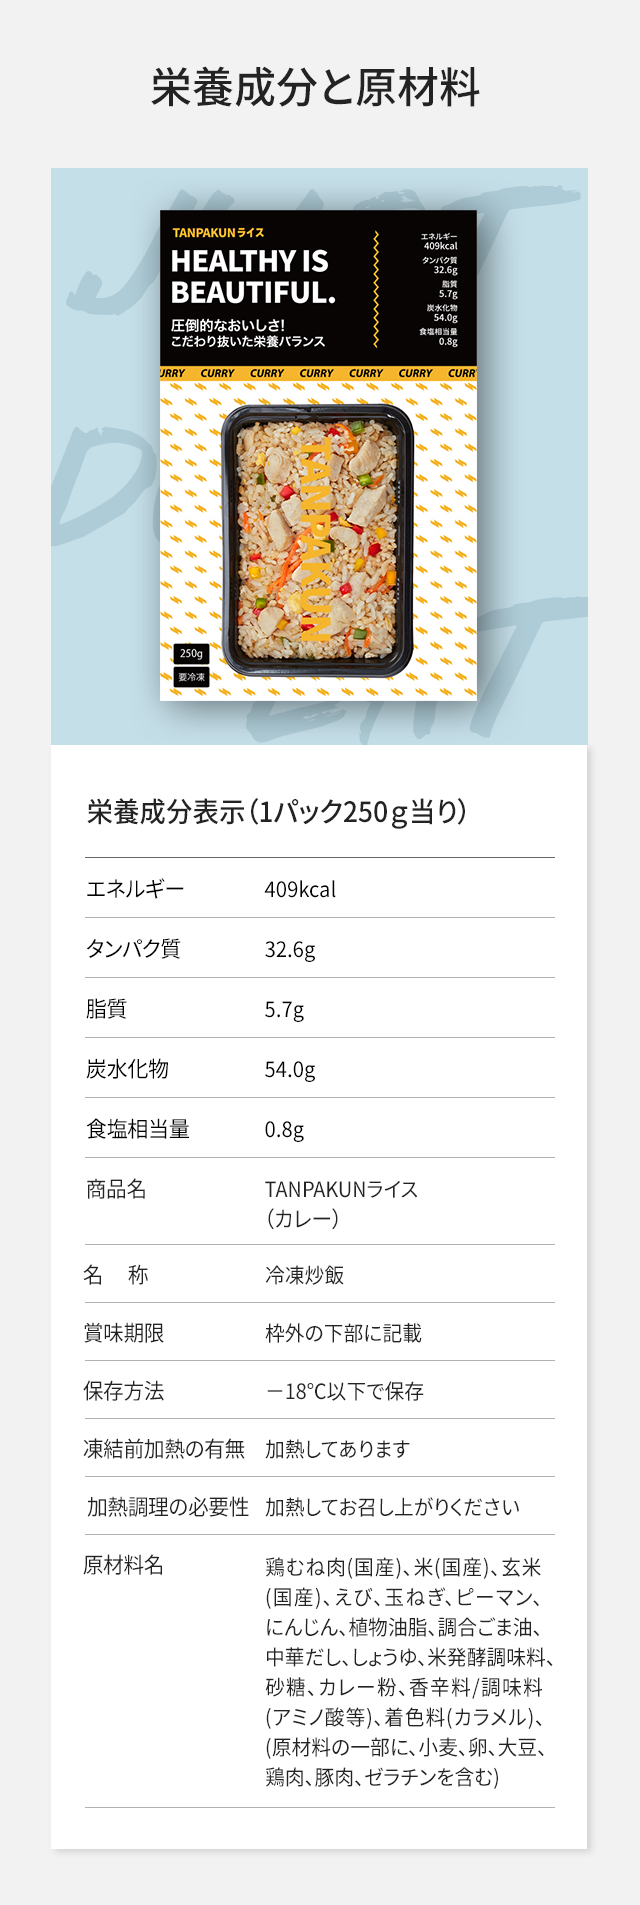 栄養成分と原材料
TANPAKUNライス
HEALTHY IS
BEAUTIFUL.
圧倒的なおいしさ!
こだわり抜いた栄養バランス
エネルギー
409kcal
タンパク質
32.6g
脂質
5.7g
炭水化物
54.0g
食塩相当量
0.8g
URRY CURRY CURRY CURRY CURRY CURRY CURR
TANPAKUN
250g
要冷凍
栄養成分表示(1パック250g当り)
エネルギー 409kcal
タンパク質 32.6g
脂質 5.7g
炭水化物 54.0g
食塩相当量 0.8g
商品名 TANPAKUNライス
(カレー)
名 称 冷凍炒飯
賞味期限 枠外の下部に記載
保存方法 −18℃以下で保存
凍結前加熱の有無 加熱してあります
加熱調理の必要性 加熱してお召し上がりください
原材料名 鶏むね肉(国産)、米(国産)、玄米
(国産)、えび、玉ねぎ、ピーマン、
にんじん、植物油脂、調合ごま油、
中華だし、しょうゆ、米発酵調味料、
砂糖、カレー粉、香辛料/調味料
(アミノ酸等)、着色料(カラメル)、
(原材料の一部に、小麦、卵、大豆、
鶏肉、豚肉、ゼラチンを含む)